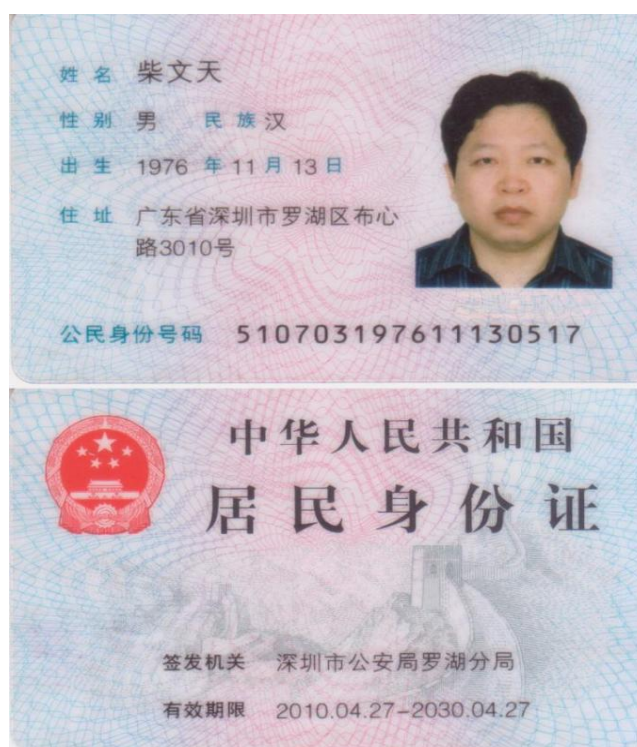 姓名 柴文天
性别 男 民族 汉
出生 1976 年 11 月 13 日
住址 广东省深圳市罗湖区布心
路3010号
公民身份号码 510703197611130517
中华人民共和国
居民身份证
签发机关 深圳市公安局罗湖分局
有效期限 2010.04.27-2030.04.27